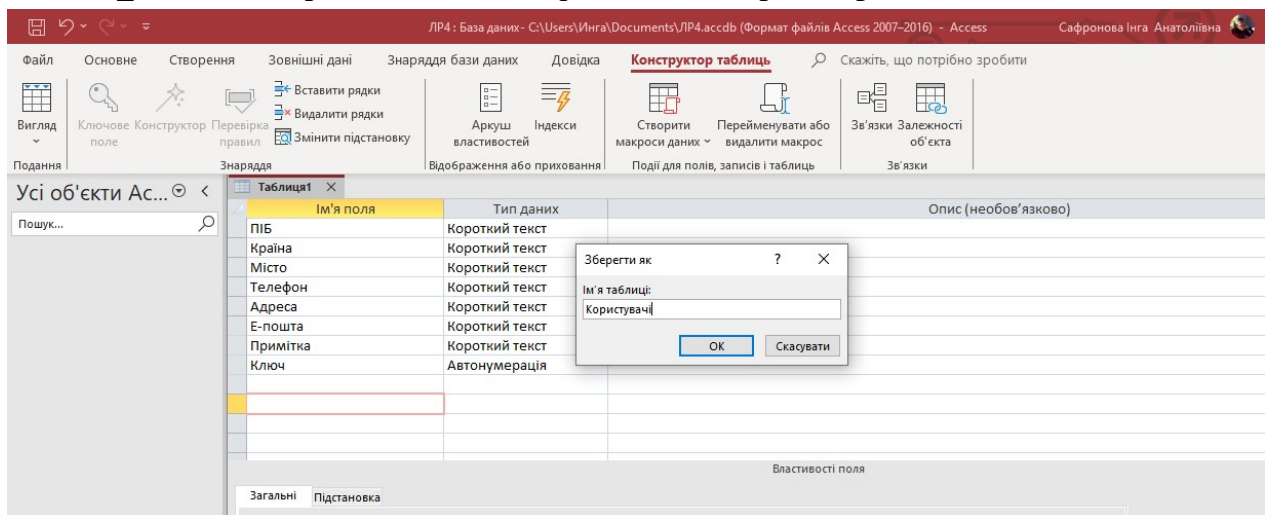 ЛР4 : База даних- C:\Users\Инга\Documents\ЛР4.accdb (Формат файлів Access 2007–2016) - Access Сафронова Інга Анатоліївна
Файл Основне Створення Зовнішні дані Знаряддя бази даних Довідка Конструктор таблиць Скажіть, що потрібно зробити
Вигляд
Ключове поле
Конструктор
Перевірка правил
Вставити рядки
Видалити рядки
Змінити підстановку
Аркуш властивостей
Індекси
Створити макроси даних
Перейменувати або видалити макрос
Зв'язки
Залежності об'єкта
Подання Знаряддя Відображення або приховання Події для полів, записів і таблиць Зв'язки
Усі об'єкти Ac...
Пошук...
Таблиця1
Ім'я поля Тип даних Опис (необов'язково)
ПІБ Короткий текст
Країна Короткий текст
Місто Короткий текст
Телефон Короткий текст
Адреса Короткий текст
Е-пошта Короткий текст
Примітка Короткий текст
Ключ Автонумерація
Зберегти як ?
Ім'я таблиці:
Користувачі
ОК Скасувати
Властивості поля
Загальні Підстановка